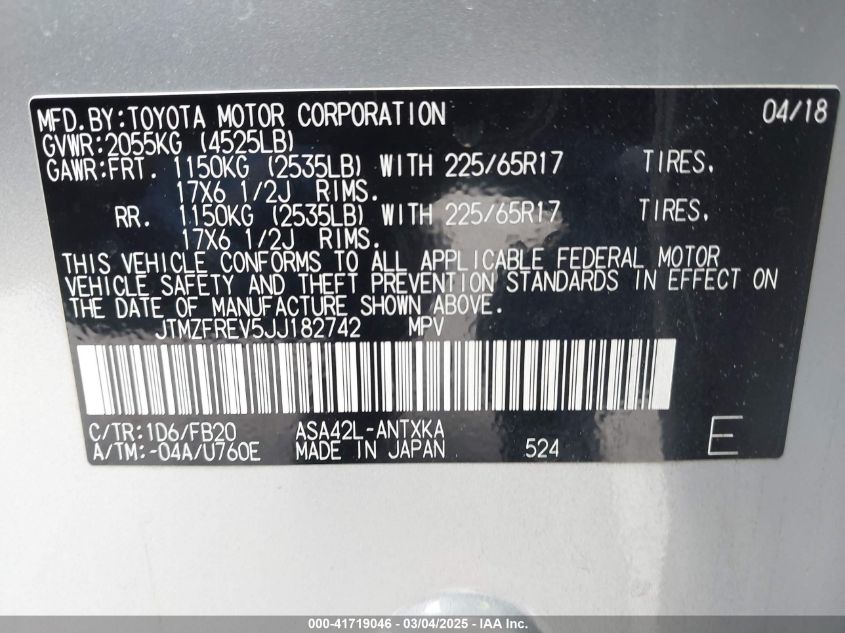 MFD.BY:TOYOTA MOTOR CORPORATION 04/18
GVWR:2055KG (4525LB)
GAWR:FRT. 1150KG (2535LB) WITH 225/65R17 TIRES.
17X6 1/2J RIMS.
RR. 1150KG (2535LB) WITH 225/65R17 TIRES.
17X6 1/2J RIMS.
THIS VEHICLE CONFORMS TO ALL APPLICABLE FEDERAL MOTOR
VEHICLE SAFETY AND THEFT PREVENTION STANDARDS IN EFFECT ON
THE DATE OF MANUFACTURE SHOWN ABOVE.
JTMZFREV5JJ182742 MPV
C/TR:1D6/FB20 ASA42L-ANTXKA
A/TM:-04A/U760E MADE IN JAPAN 524 E
000-41719046 - 03/04/2025 - IAA Inc.